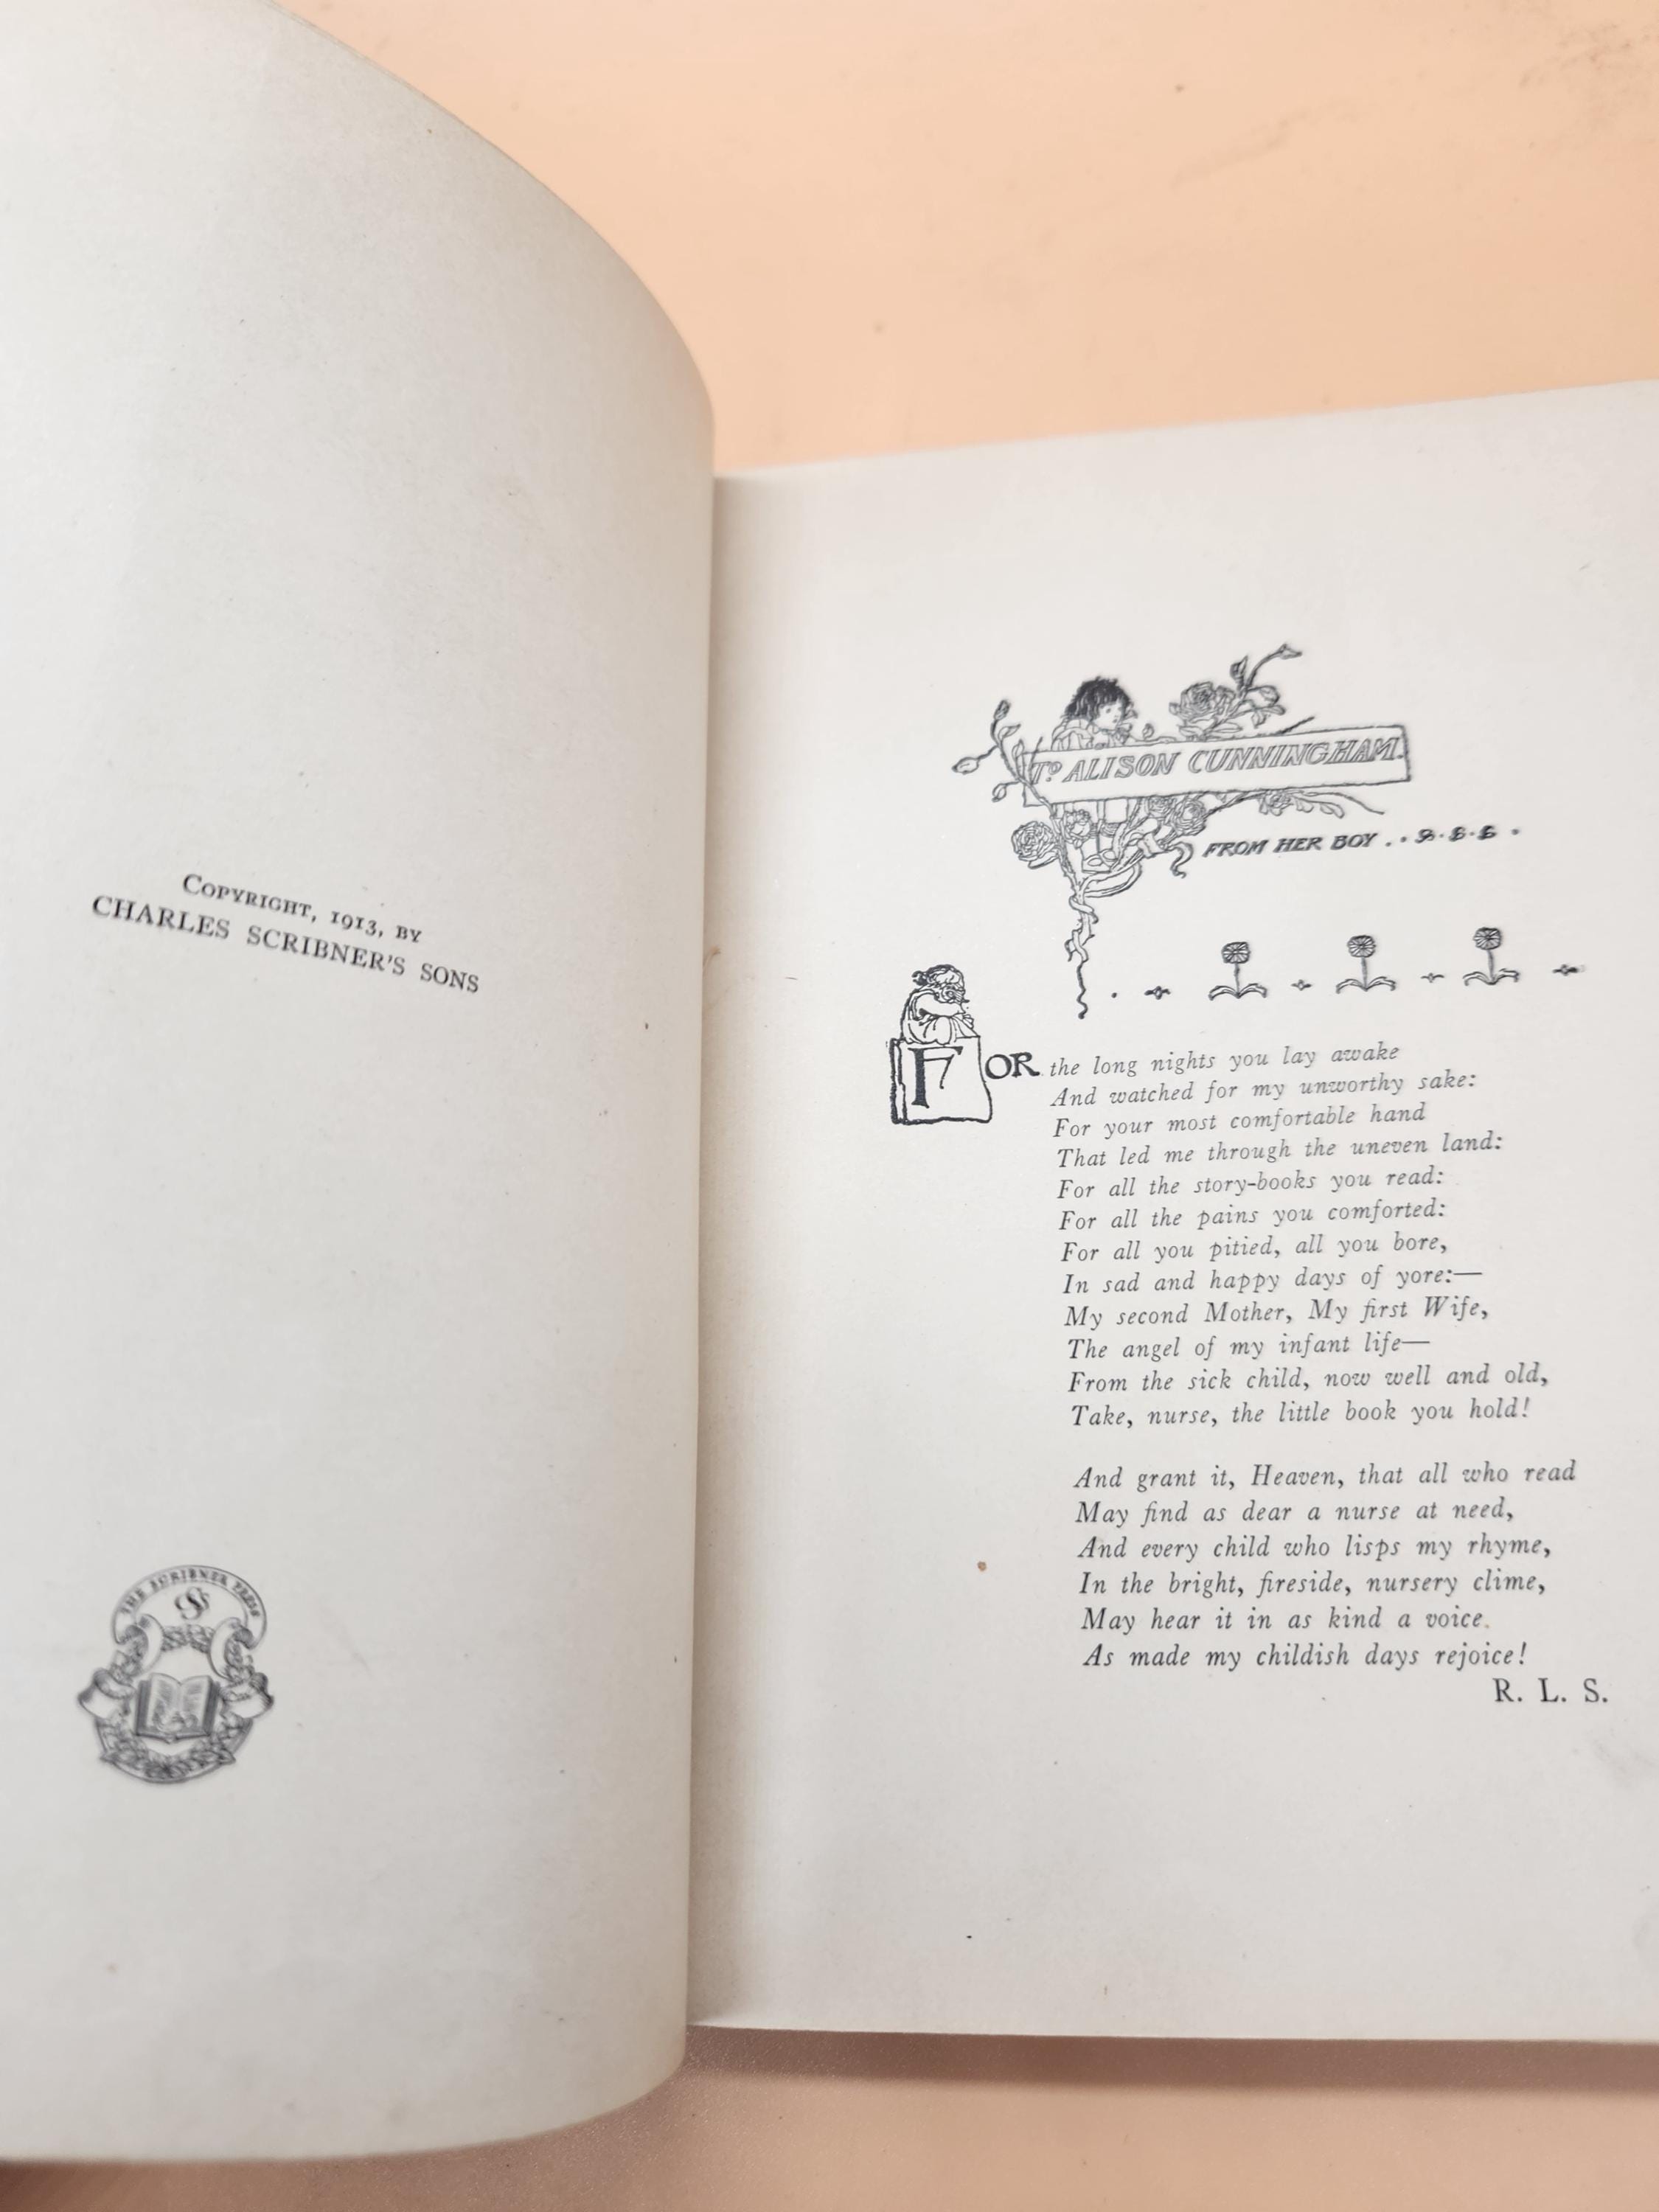 COPYRIGHT, 1913, BY
CHARLES SCRIBNER'S SONS
THE SCRIBNER PRESS
TO ALISON CUNNINGHAM.
FROM HER BOY . .
FOR the long nights you lay awake
And watched for my unworthy sake:
For your most comfortable hand
That led me through the uneven land:
For all the story-books you read:
For all the pains you comforted:
For all you pitied, all you bore,
In sad and happy days of yore:—
My second Mother, My first Wife,
The angel of my infant life—
From the sick child, now well and old,
Take, nurse, the little book you hold!
And grant it, Heaven, that all who read
May find as dear a nurse at need,
And every child who lisps my rhyme,
In the bright, fireside, nursery clime,
May hear it in as kind a voice
As made my childish days rejoice!
R. L. S.